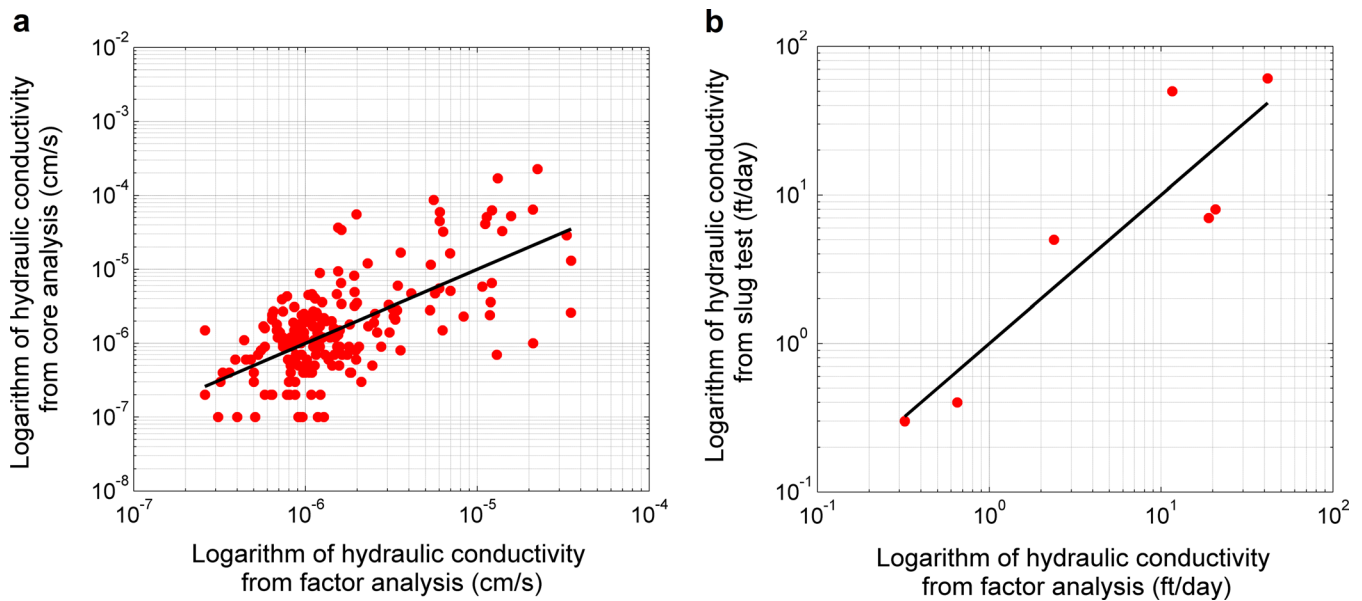 a
10^-2
10^-3
10^-4
10^-5
10^-6
10^-7
10^-8
10^-7
10^-6
10^-5
10^-4
Logarithm of hydraulic conductivity
from core analysis (cm/s)
Logarithm of hydraulic conductivity
from factor analysis (cm/s)
b
10^2
10^1
10^0
10^-1
10^-1
10^0
10^1
10^2
Logarithm of hydraulic conductivity
from slug test (ft/day)
Logarithm of hydraulic conductivity
from factor analysis (ft/day)